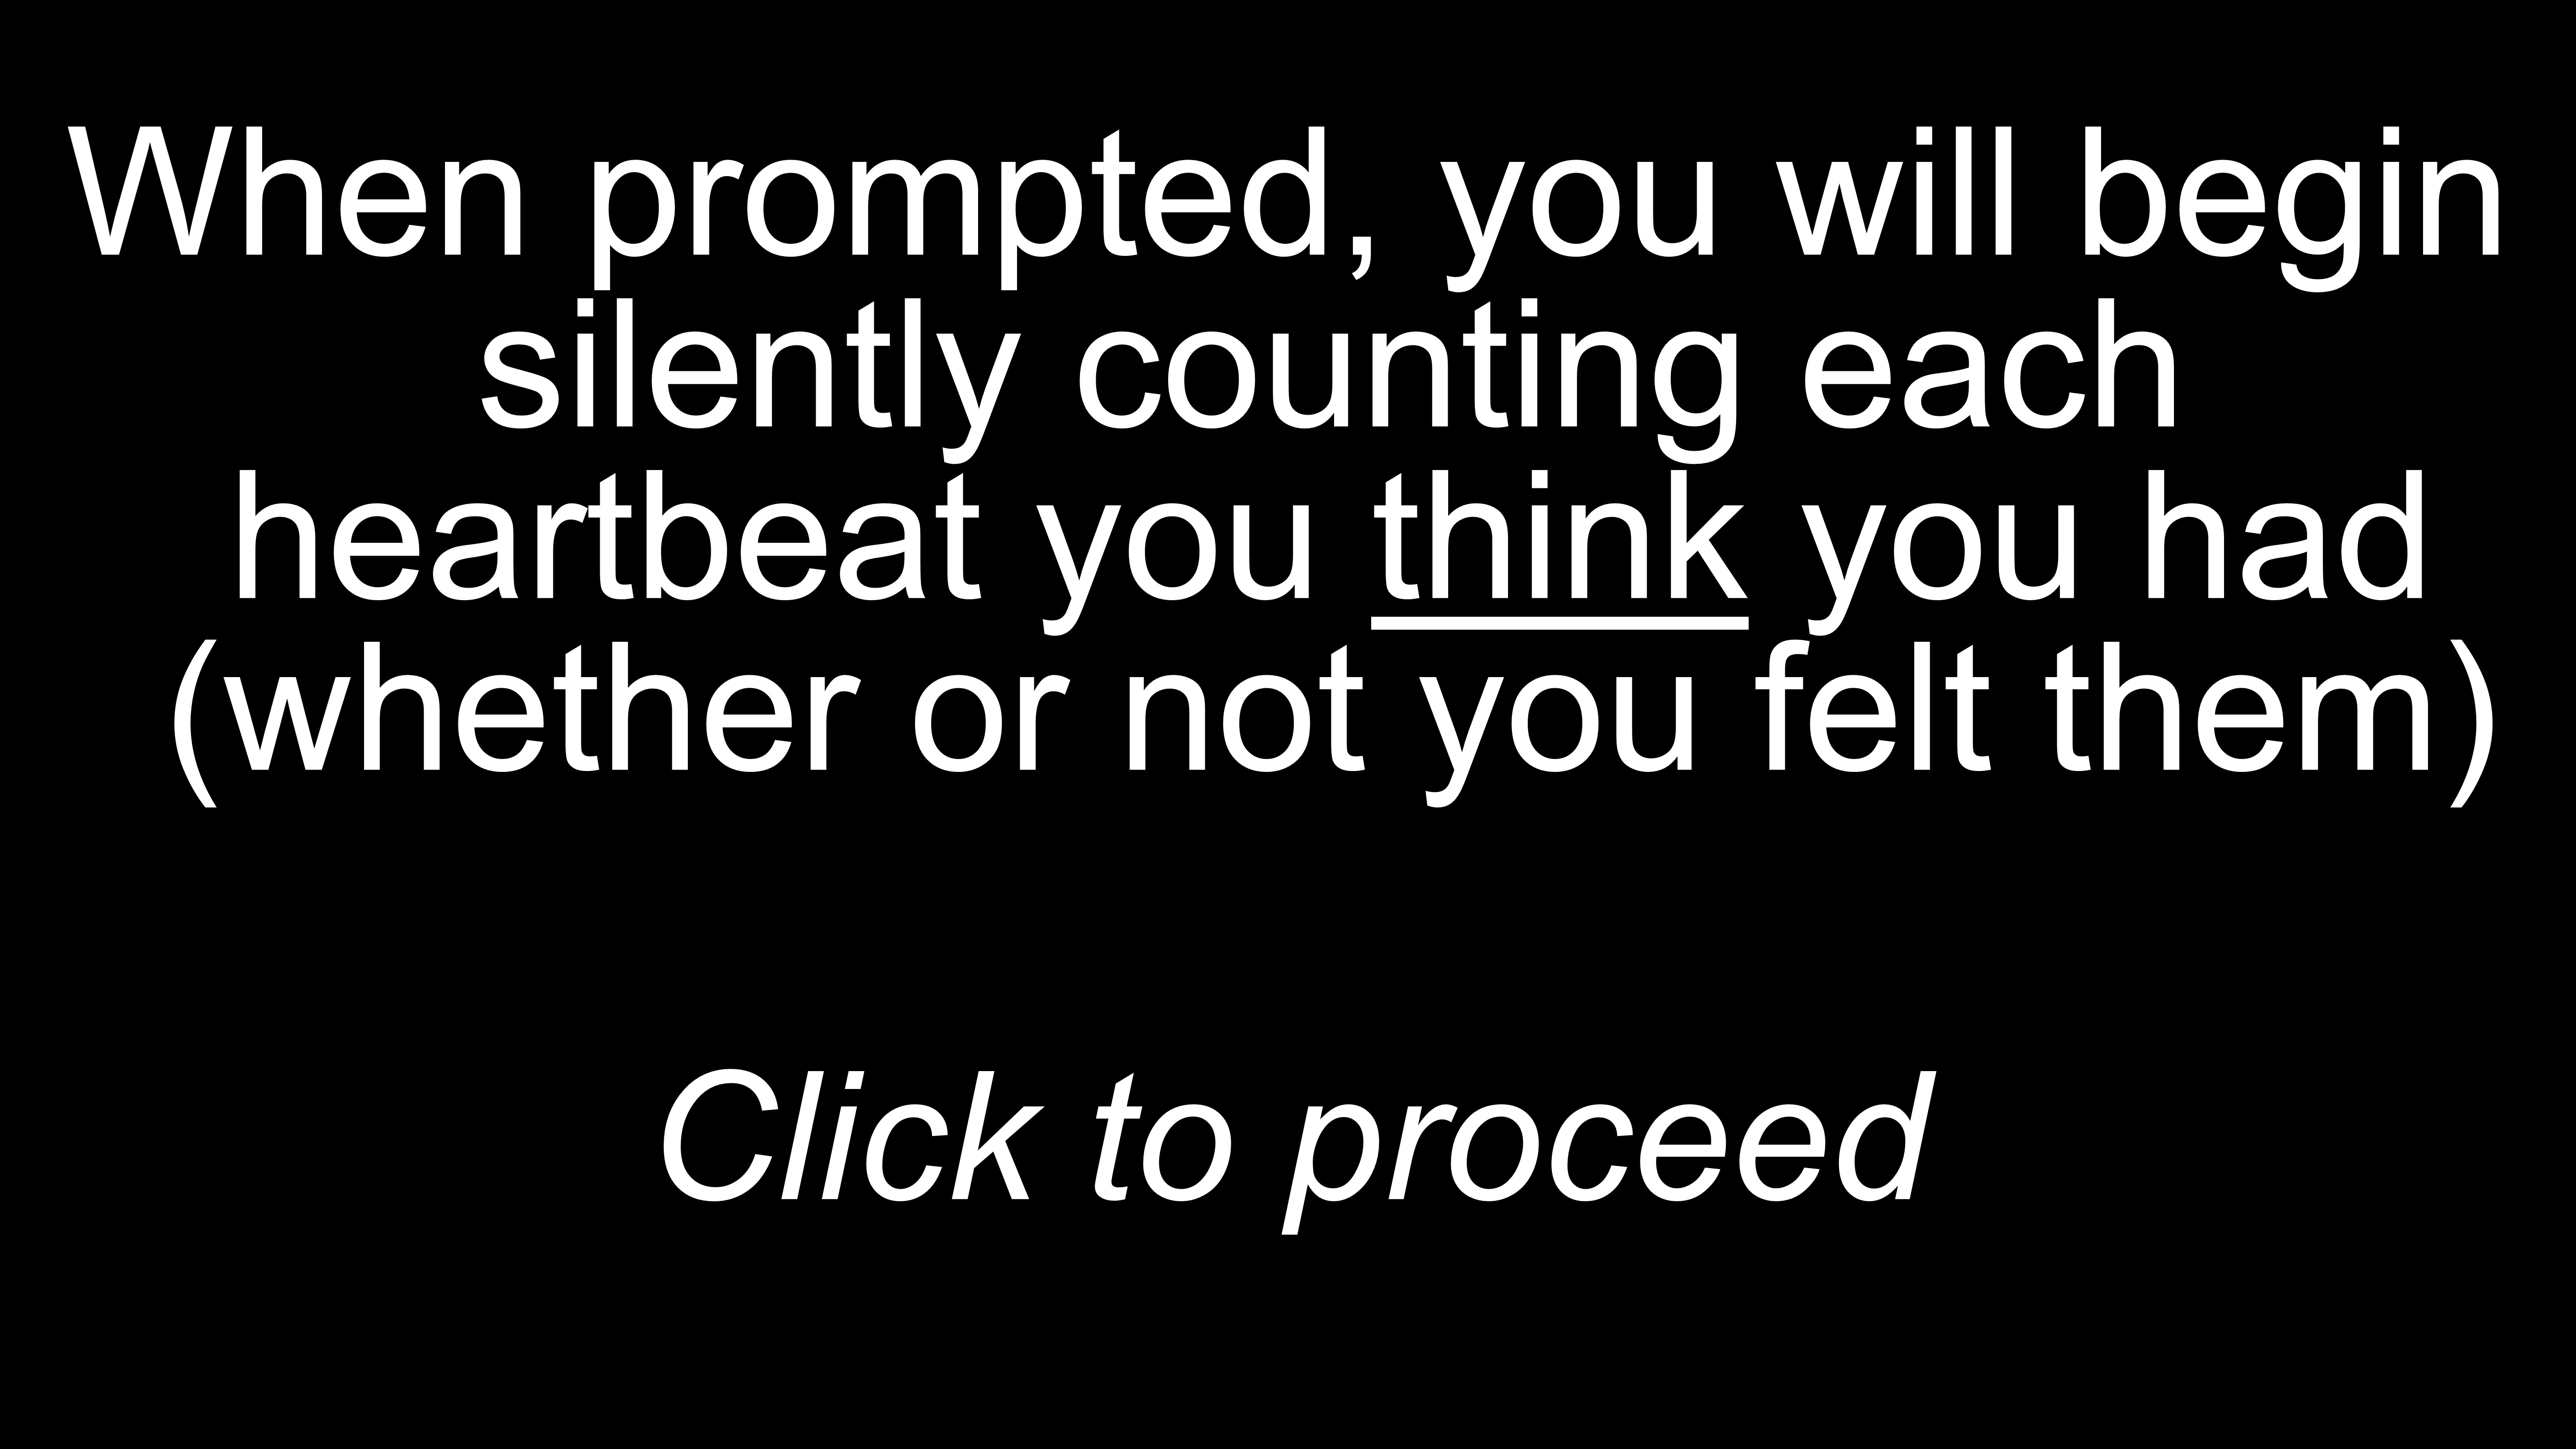 When prompted, you will begin
silently counting each
heartbeat you think you had
(whether or not you felt them)
Click to proceed